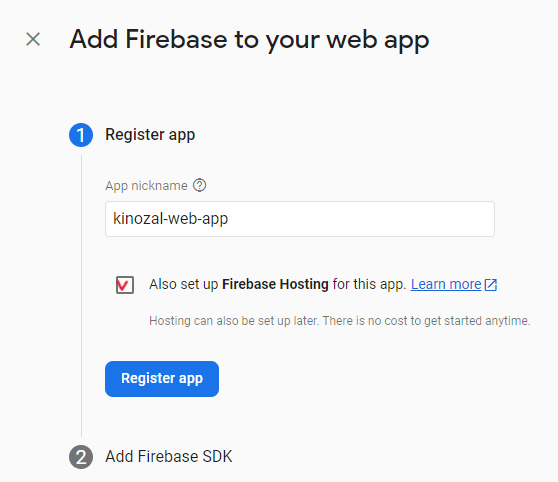 Add Firebase to your web app
1 Register app
App nickname
kinozal-web-app
Also set up Firebase Hosting for this app. Learn more
Hosting can also be set up later. There is no cost to get started anytime.
Register app
2 Add Firebase SDK